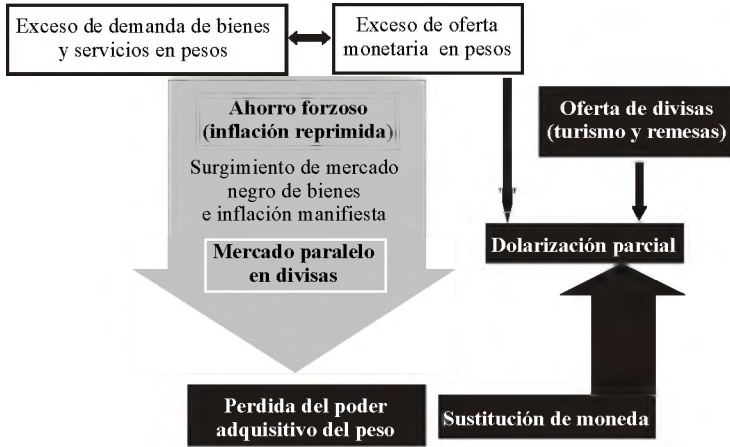 Exceso de demanda de bienes
y servicios en pesos
Exceso de oferta
monetaria en pesos
Ahorro forzoso
(inflación reprimida)
Surgimiento de mercado
negro de bienes
e inflación manifiesta
Mercado paralelo
en divisas
Oferta de divisas
(turismo y remesas)
Dolarización parcial
Perdida del poder
adquisitivo del peso
Sustitución de moneda